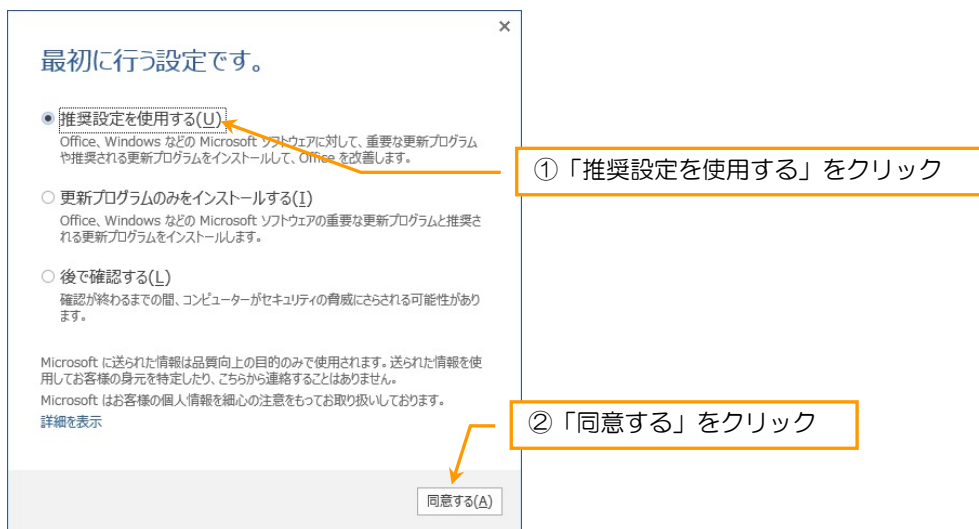 最初に行う設定です。
推奨設定を使用する(U)
Office、Windows などの Microsoft ソフトウェアに対して、重要な更新プログラム
や推奨される更新プログラムをインストールして、Office を改善します。
①「推奨設定を使用する」をクリック
更新プログラムのみをインストールする(I)
Office、Windows などの Microsoft ソフトウェアの重要な更新プログラムと推奨さ
れる更新プログラムをインストールします。
後で確認する(L)
確認が終わるまでの間、コンピューターがセキュリティの脅威にさらされる可能性があり
ます。
Microsoft に送られた情報は品質向上の目的のみで使用されます。送られた情報を使
用してお客様の身元を特定したり、こちらから連絡することはありません。
Microsoft はお客様の個人情報を細心の注意をもってお取り扱いしております。
詳細を表示
②「同意する」をクリック
同意する(A)